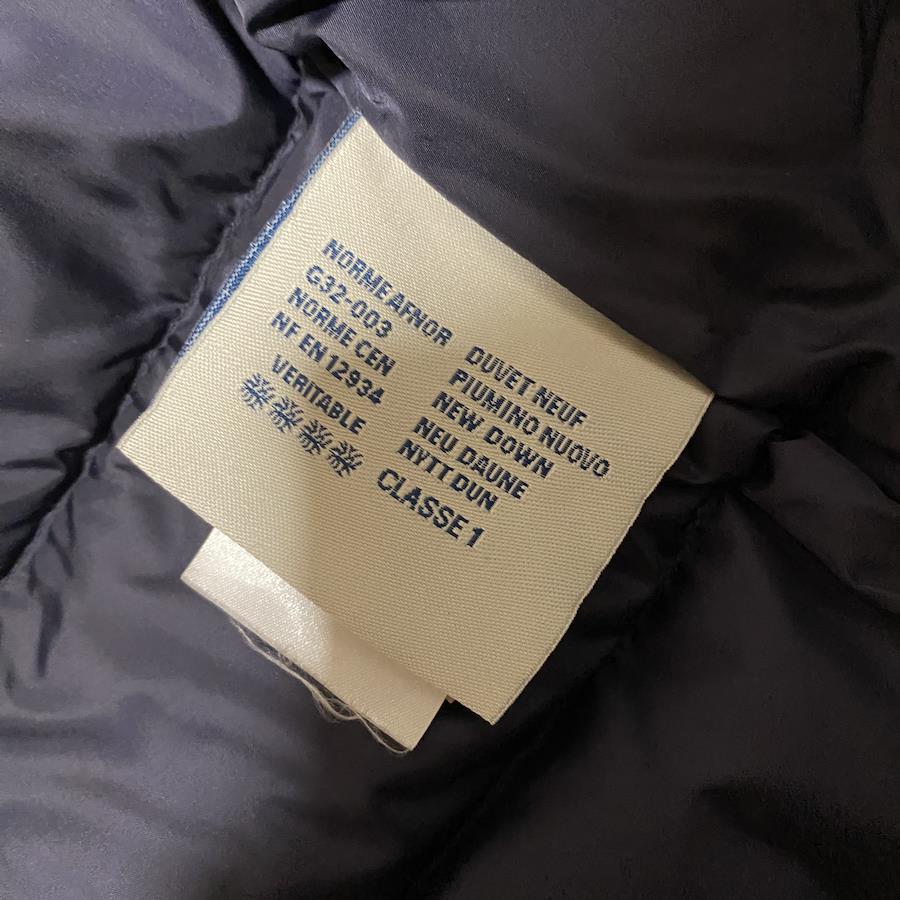 NORME AFNOR
G32-003
NORME CEN
NF EN 12934
VERITABLE
DUVET NEUF
PIUMINO NUOVO
NEW DOWN
NEU DAUNE
NYTT DUN
CLASSE 1